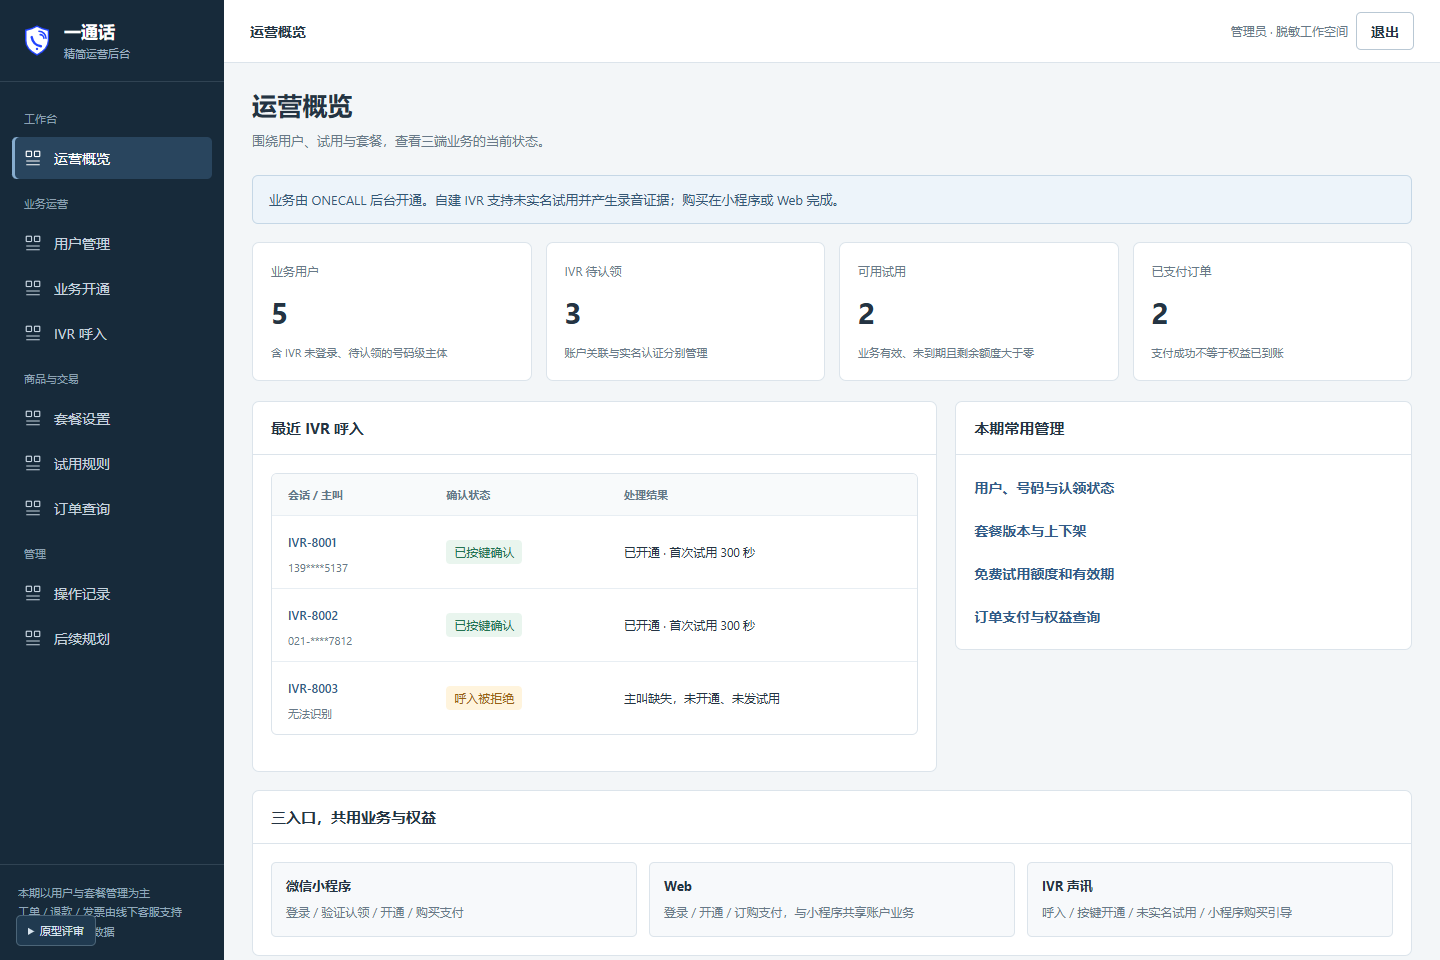 一通话
精简运营后台
工作台
运营概览
业务运营
用户管理
业务开通
IVR 呼入
商品与交易
套餐设置
试用规则
订单查询
管理
操作记录
后续规划
本期以用户与套餐管理为主
工单 / 退款 / 发票由线下客服支持
数据
▸ 原型评审
运营概览
管理员 · 脱敏工作空间
退出
运营概览
围绕用户、试用与套餐，查看三端业务的当前状态。
业务由 ONECALL 后台开通。自建 IVR 支持未实名试用并产生录音证据；购买在小程序或 Web 完成。
业务用户
5
含 IVR 未登录、待认领的号码级主体
IVR 待认领
3
账户关联与实名认证分别管理
可用试用
2
业务有效、未到期且剩余额度大于零
已支付订单
2
支付成功不等于权益已到账
最近 IVR 呼入
会话 / 主叫 确认状态 处理结果
IVR-8001
139****5137
已按键确认
已开通 · 首次试用 300 秒
IVR-8002
021-****7812
已按键确认
已开通 · 首次试用 300 秒
IVR-8003
无法识别
呼入被拒绝
主叫缺失，未开通、未发试用
本期常用管理
用户、号码与认领状态
套餐版本与上下架
免费试用额度和有效期
订单支付与权益查询
三入口，共用业务与权益
微信小程序
登录 / 验证认领 / 开通 / 购买支付
Web
登录 / 开通 / 订购支付，与小程序共享账户业务
IVR 声讯
呼入 / 按键开通 / 未实名试用 / 小程序购买引导